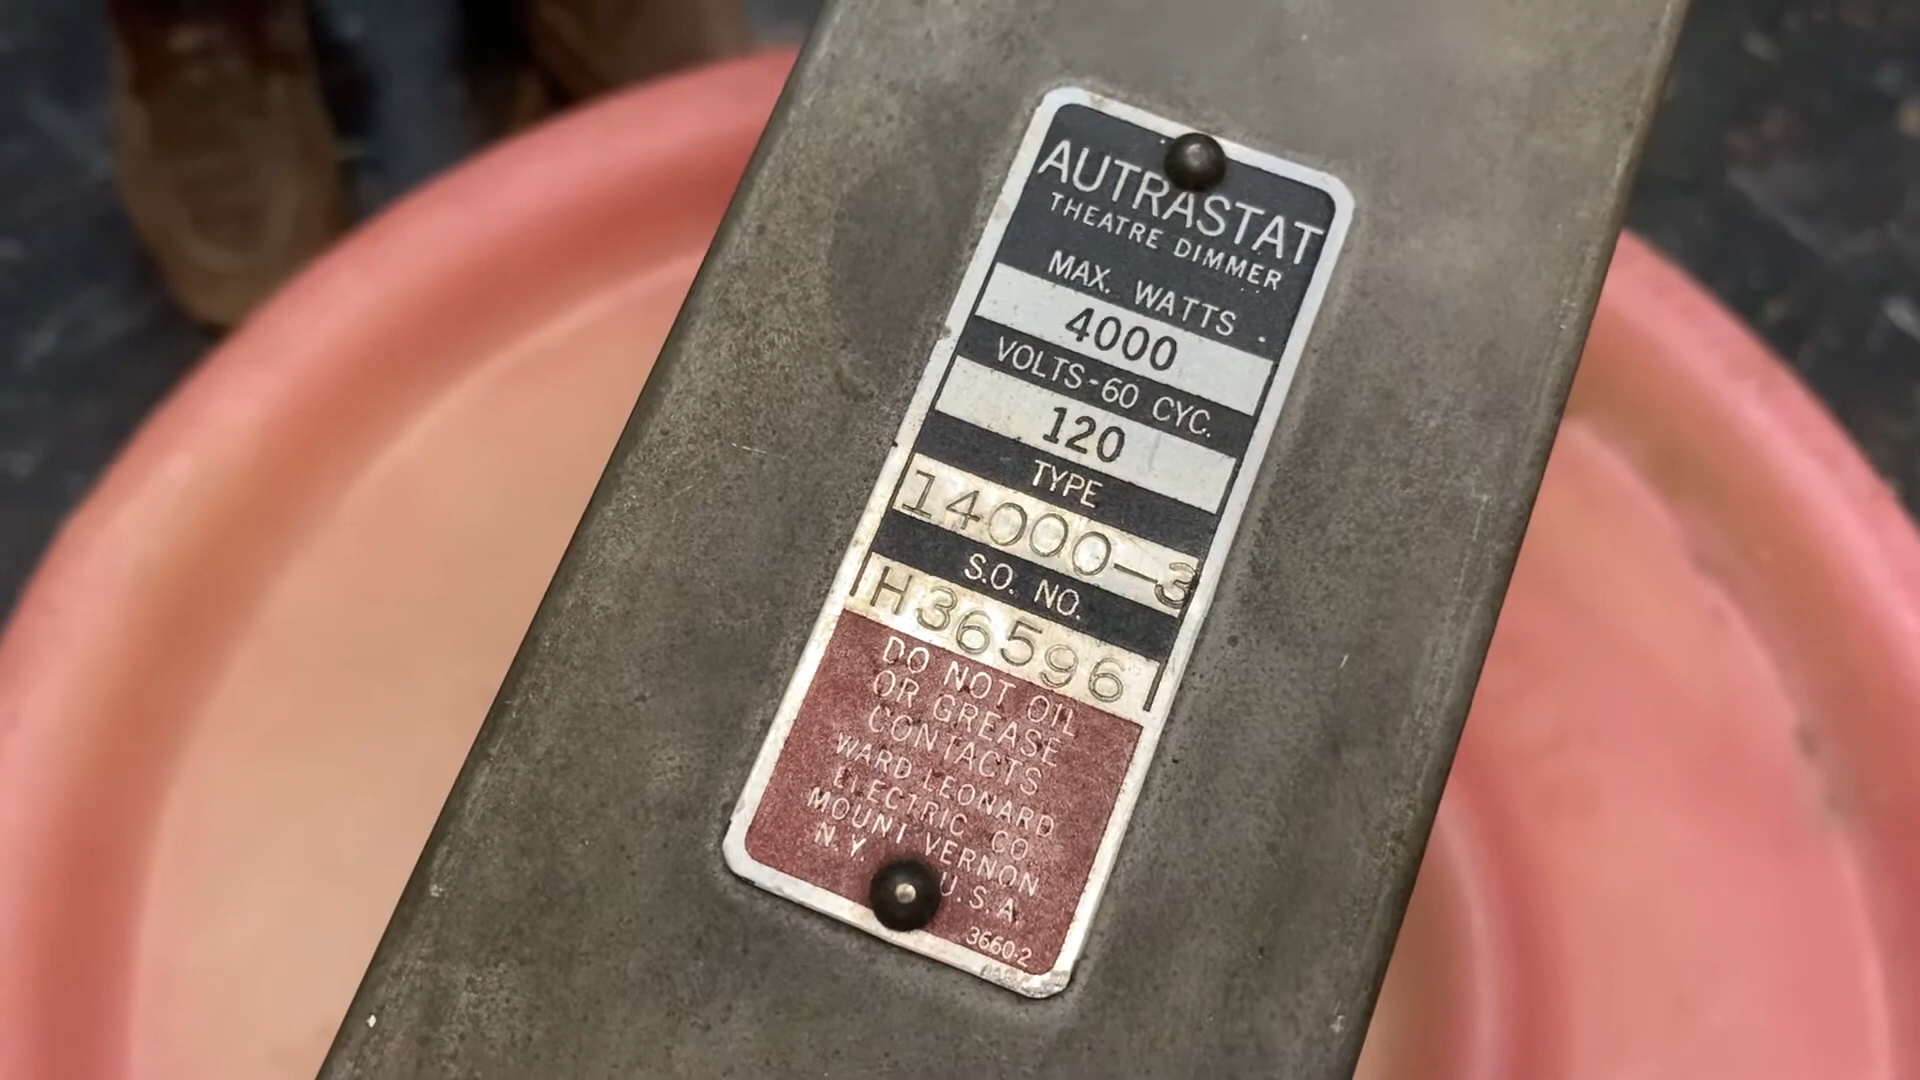 AUTRASTAT
THEATRE DIMMER
MAX. WATTS
4000
VOLTS-60 CYC.
120
TYPE
14000-3
S.O. NO.
H36596
DO NOT OIL
OR GREASE
CONTACTS
WARD LEONARD
ELECTRIC CO.
MOUNT VERNON
N.Y. U.S.A.
3660-2